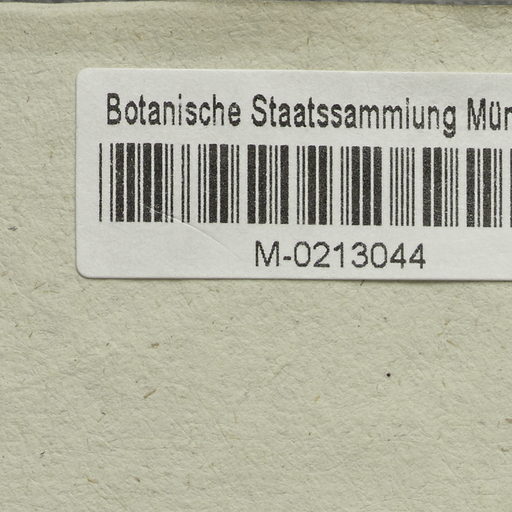 Botanische Staatssammlung Mün
M-0213044